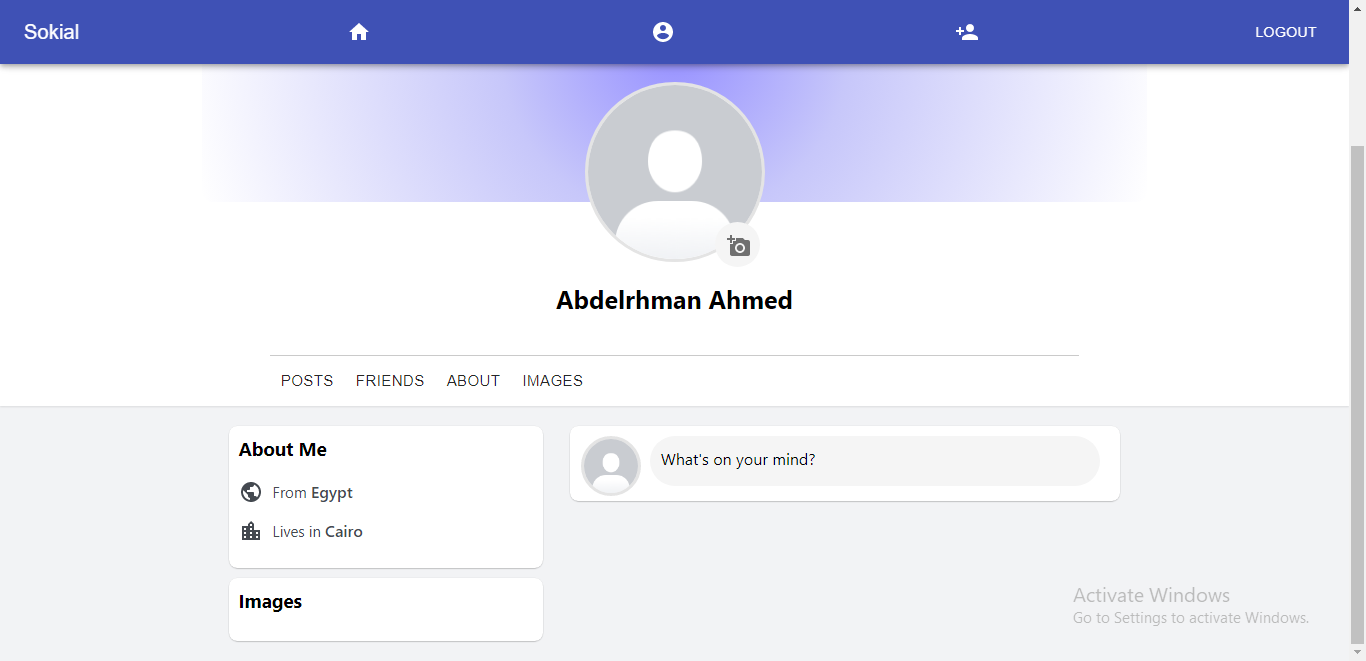 Sokial
LOGOUT
Abdelrhman Ahmed
POSTS FRIENDS ABOUT IMAGES
About Me
From Egypt
Lives in Cairo
Images
What's on your mind?
Activate Windows
Go to Settings to activate Windows.